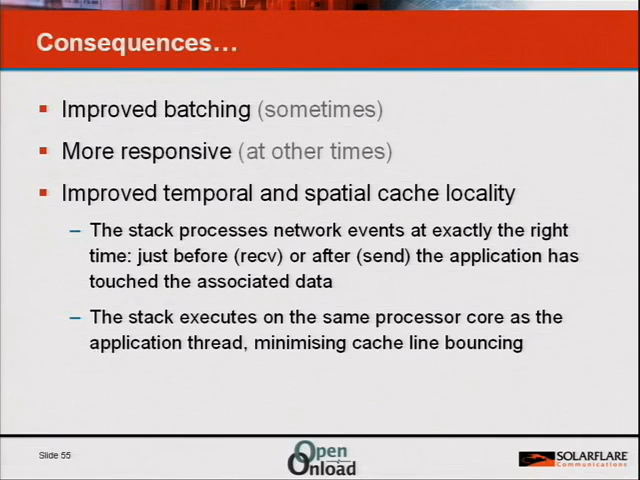 Consequences…
Improved batching (sometimes)
More responsive (at other times)
Improved temporal and spatial cache locality
– The stack processes network events at exactly the right
time: just before (recv) or after (send) the application has
touched the associated data
– The stack executes on the same processor core as the
application thread, minimising cache line bouncing
Slide 55
Open
Onload
SOLARFLARE
Communications